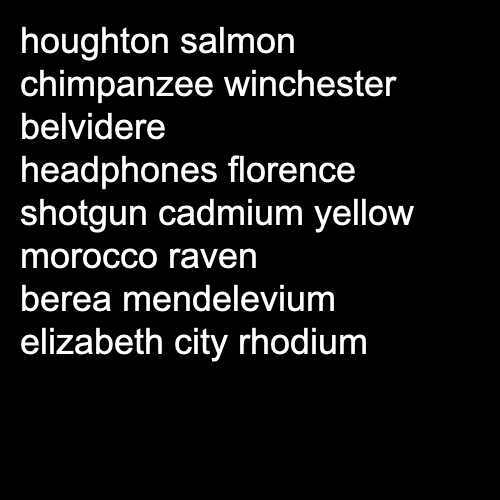 houghton salmon
chimpanzee winchester
belvidere
headphones florence
shotgun cadmium yellow
morocco raven
berea mendelevium
elizabeth city rhodium